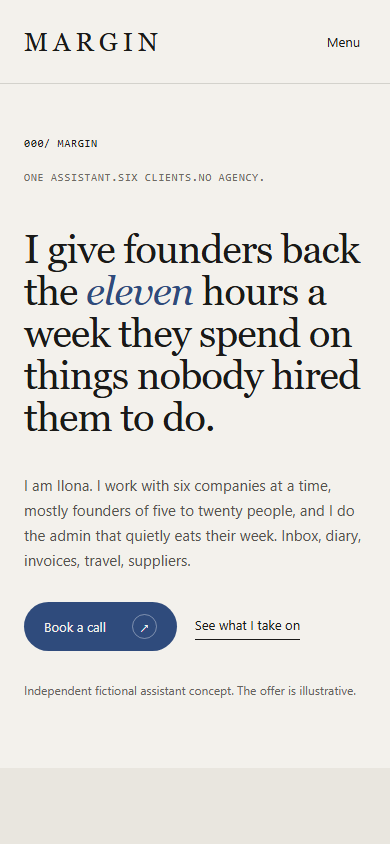 MARGIN
Menu
000/ MARGIN
ONE ASSISTANT.SIX CLIENTS.NO AGENCY.
I give founders back
the eleven hours a
week they spend on
things nobody hired
them to do.
I am Ilona. I work with six companies at a time,
mostly founders of five to twenty people, and I do
the admin that quietly eats their week. Inbox, diary,
invoices, travel, suppliers.
Book a call ↗
See what I take on
Independent fictional assistant concept. The offer is illustrative.